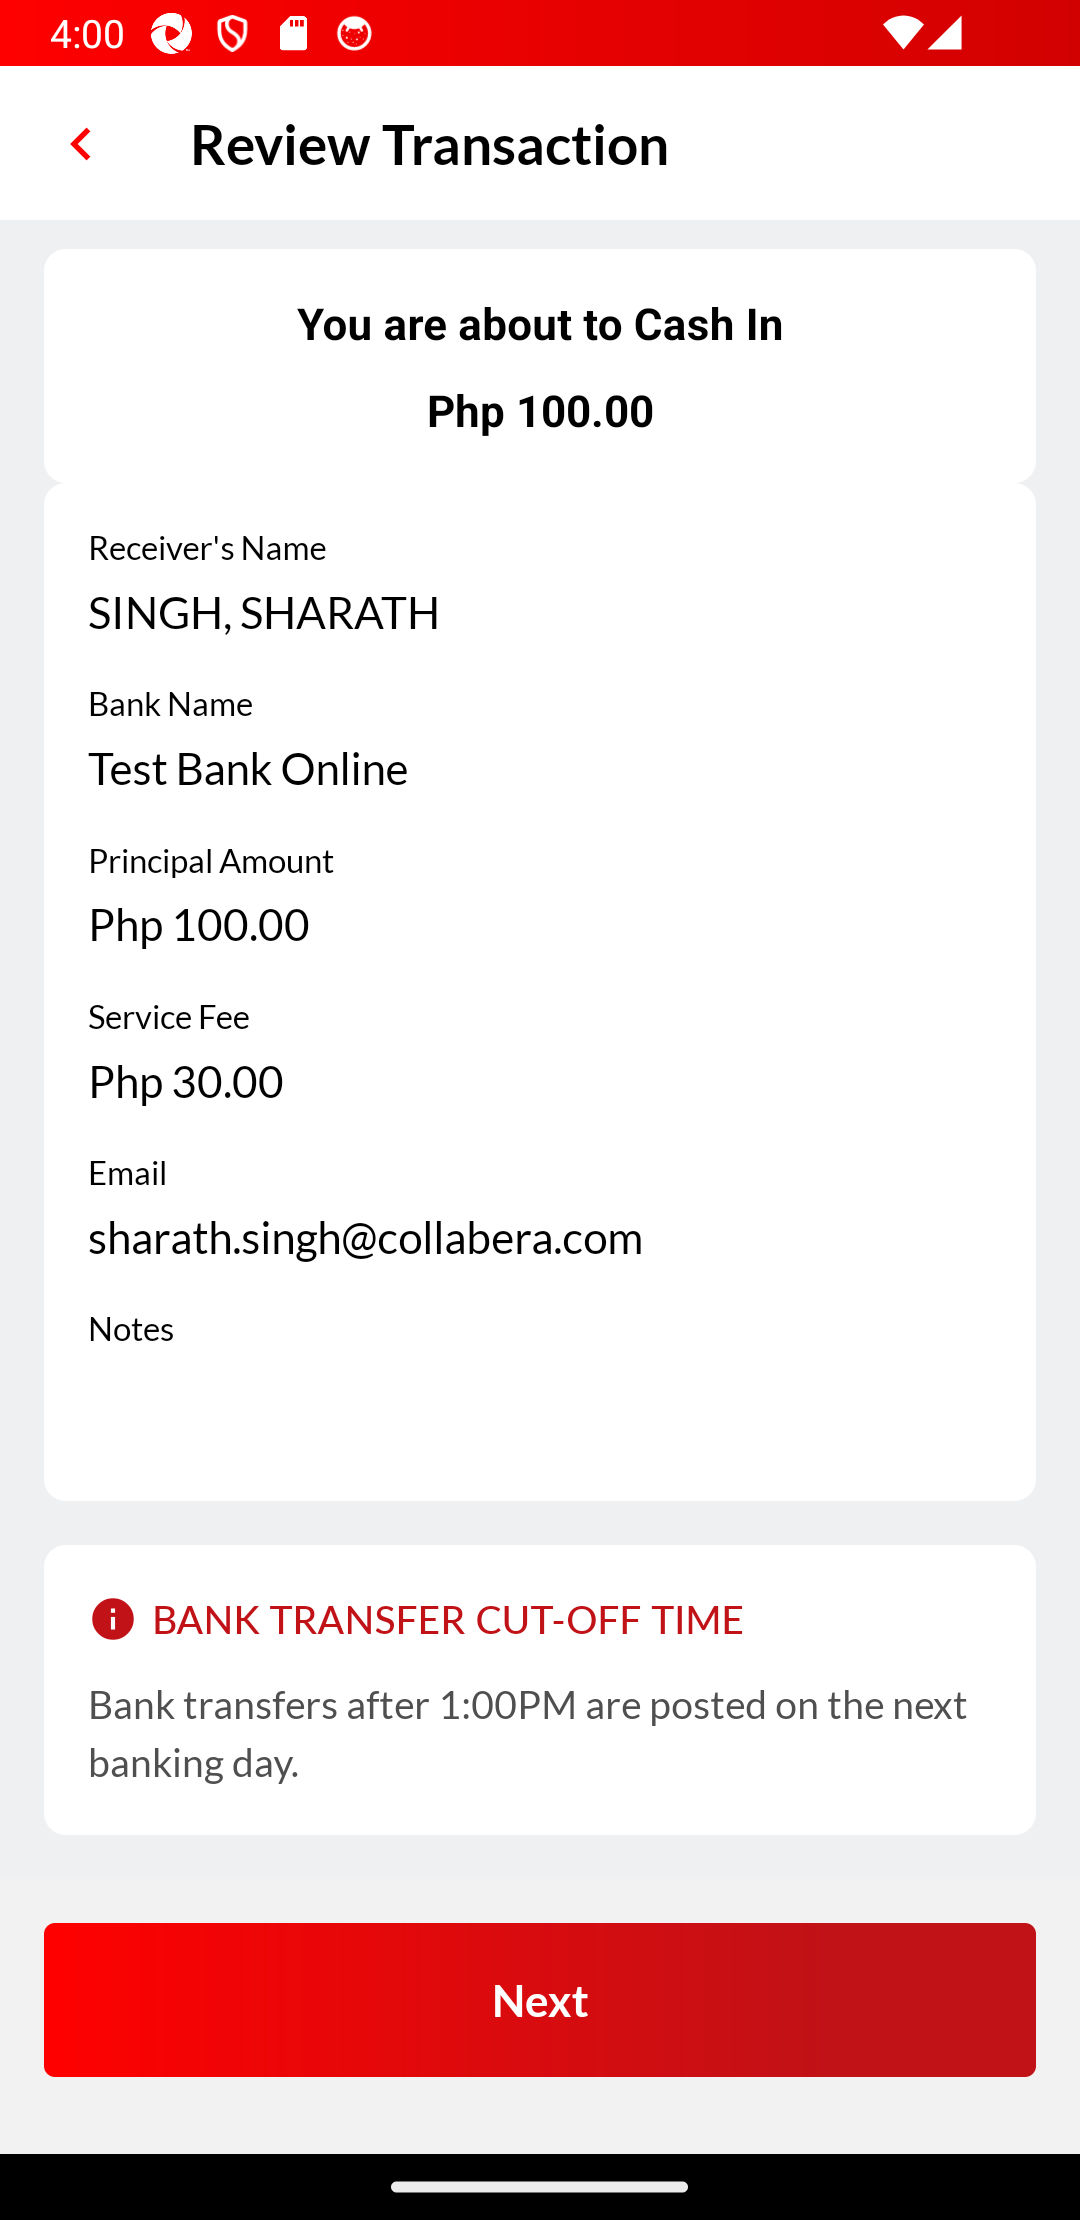 4:00
Review Transaction
You are about to Cash In
Php 100.00
Receiver's Name
SINGH, SHARATH
Bank Name
Test Bank Online
Principal Amount
Php 100.00
Service Fee
Php 30.00
Email
sharath.singh@collabera.com
Notes
BANK TRANSFER CUT-OFF TIME
Bank transfers after 1:00PM are posted on the next
banking day.
Next